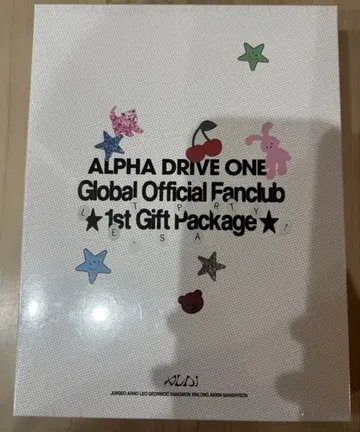 ALPHA DRIVE ONE
Global Official Fanclub
★1st Gift Package★
JUNSEO ARNO LEO GEONWOO SANGWON XINLONG ANXIN SANGHYEON